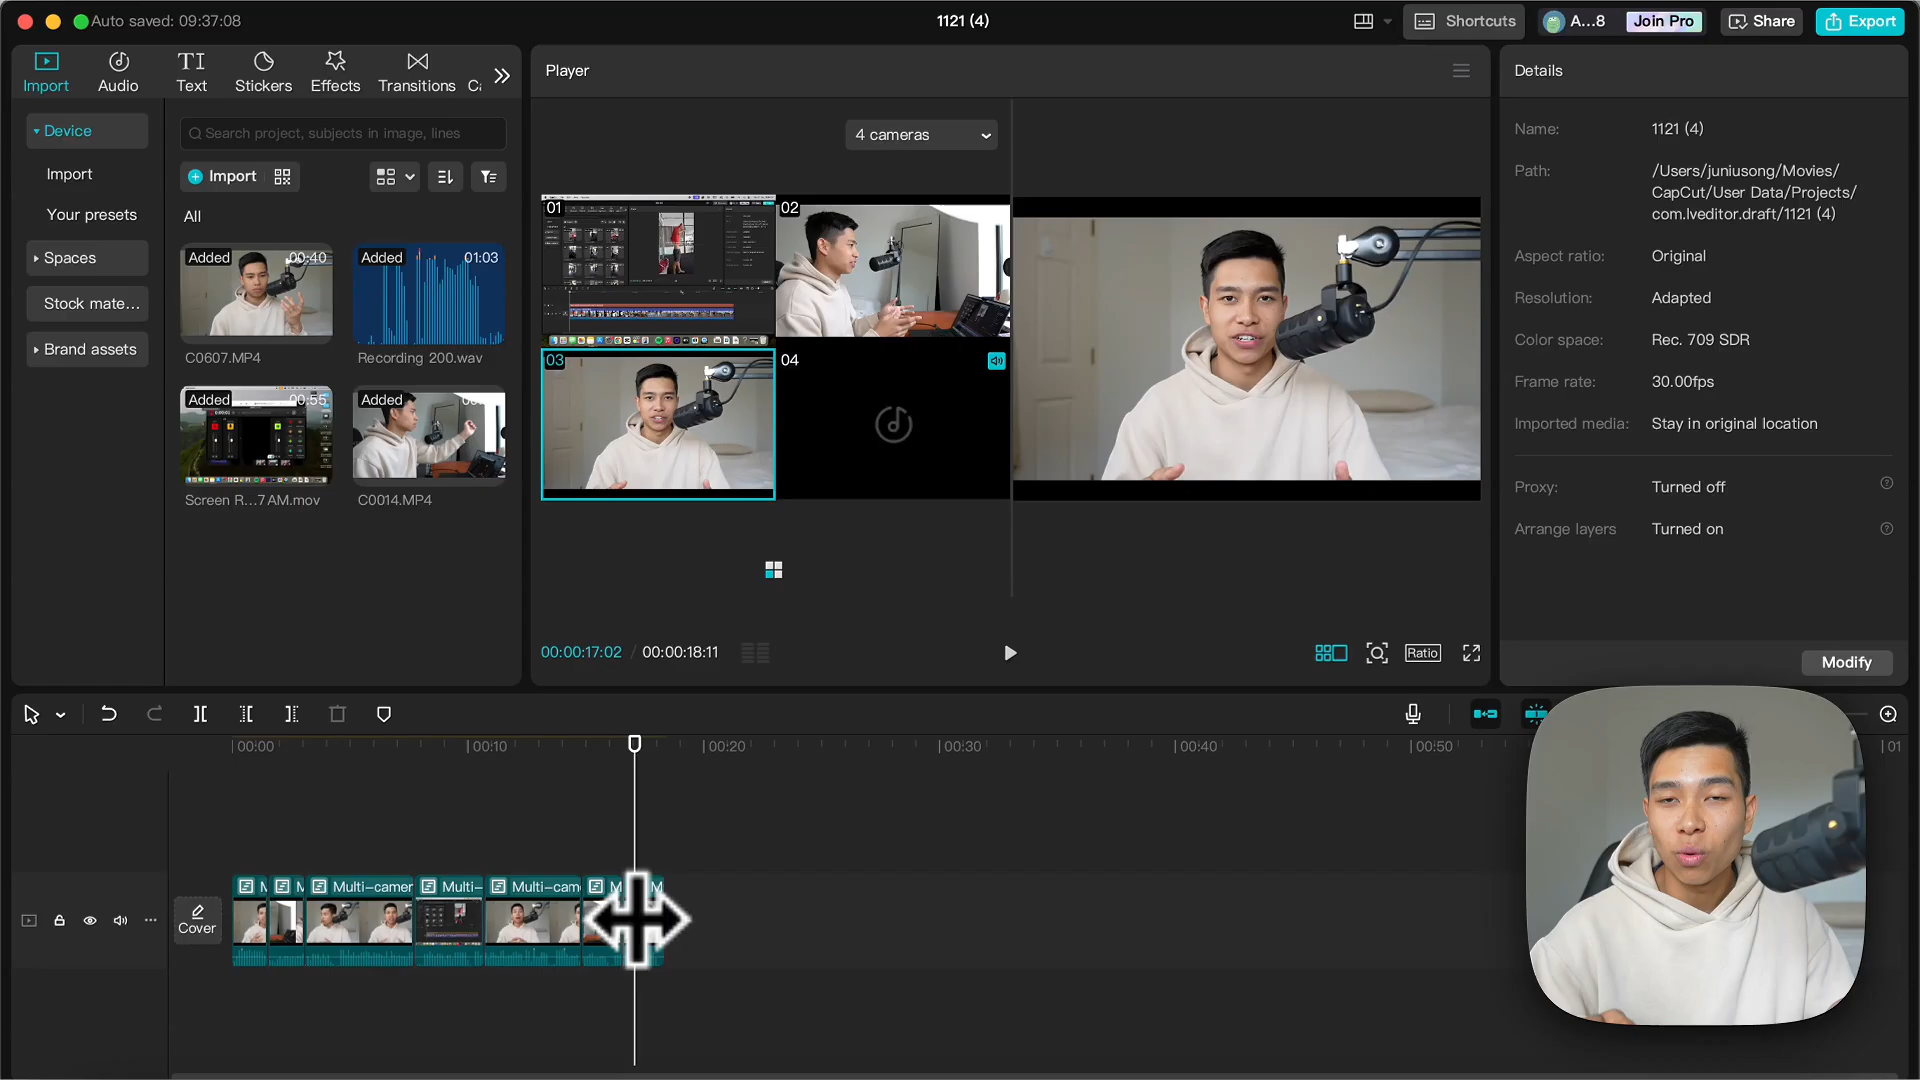 Auto saved: 09:37:08
1121 (4)
Shortcuts
A...8
Join Pro
Share
Export
Import
Audio
TI
Text
Stickers
Effects
Transitions
Ca
Device
Import
Your presets
Spaces
Stock mate...
Brand assets
Search project, subjects in image, lines
Import
All
Added 00:40
C0607.MP4
Added 01:03
Recording 200.wav
Added 00:55
Screen R...7 AM.mov
Added
C0014.MP4
Player
4 cameras
01
02
03
04
00:00:17:02 / 00:00:18:11
Ratio
Details
Name: 1121 (4)
Path: /Users/juniusong/Movies/
CapCut/User Data/Projects/
com.lveditor.draft/1121 (4)
Aspect ratio: Original
Resolution: Adapted
Color space: Rec. 709 SDR
Frame rate: 30.00fps
Imported media: Stay in original location
Proxy: Turned off
Arrange layers Turned on
Modify
00:00
00:10
00:20
00:30
00:40
00:50
01
Cover
M
M
Multi-camer
Multi-
Multi-cam
M
M